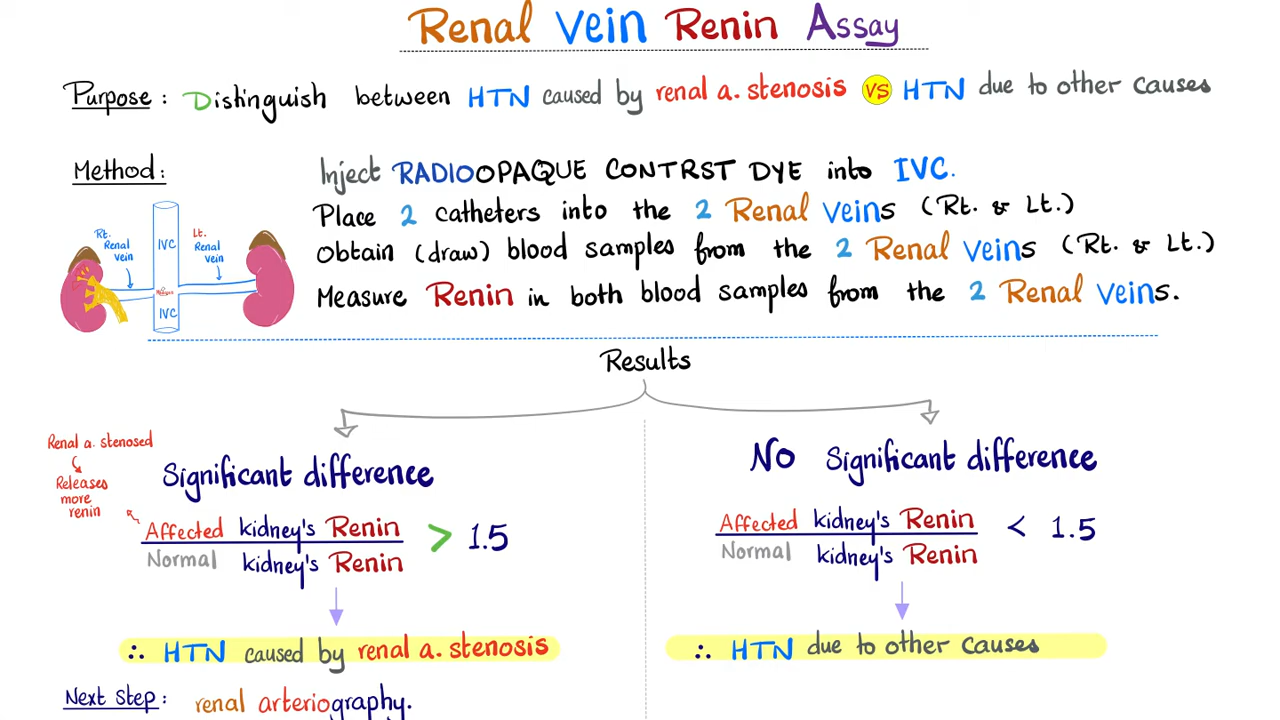 Renal Vein Renin Assay
Purpose: Distinguish between HTN caused by renal a. stenosis VS HTN due to other causes
Method:
Inject RADIOOPAQUE CONTRST DYE into IVC.
Place 2 catheters into the 2 Renal veins (Rt. & Lt.)
Obtain (draw) blood samples from the 2 Renal veins (Rt. & Lt.)
Measure Renin in both blood samples from the 2 Renal veins.
Rt.
Renal
vein
IVC
Lt.
Renal
vein
IVC
Results
Renal a. stenosed
Releases
more
renin
Significant difference
Affected kidney's Renin
Normal kidney's Renin
> 1.5
∴ HTN caused by renal a. stenosis
Next Step: renal arteriography.
No Significant difference
Affected kidney's Renin
Normal kidney's Renin
< 1.5
∴ HTN due to other causes